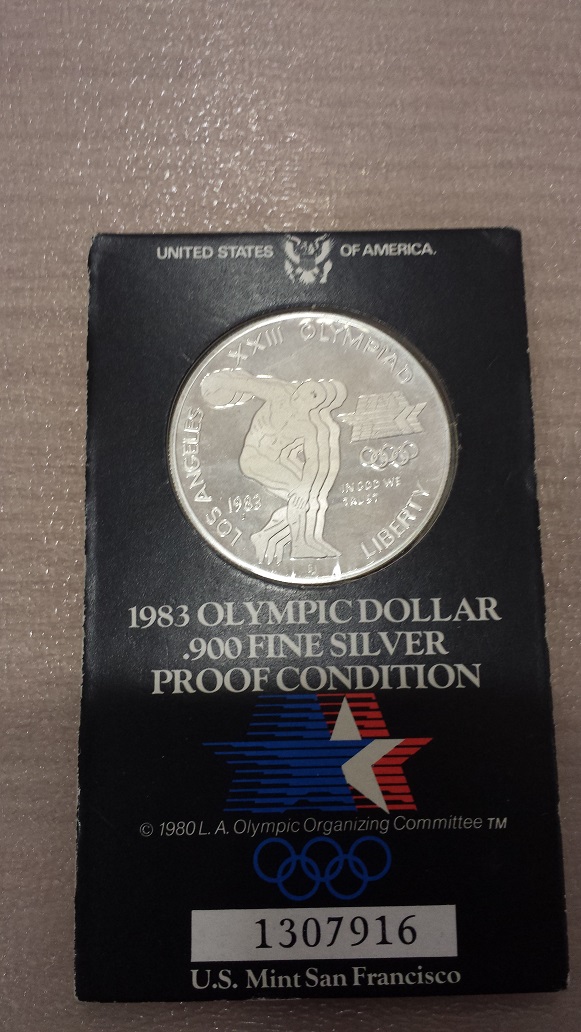 UNITED STATES OF AMERICA.
XXIII OLYMPIAD
LOS ANGELES
1983
S
IN GOD WE
TRUST
LIBERTY
1983 OLYMPIC DOLLAR
.900 FINE SILVER
PROOF CONDITION
© 1980 L. A. Olympic Organizing Committee TM
1307916
U.S. Mint San Francisco